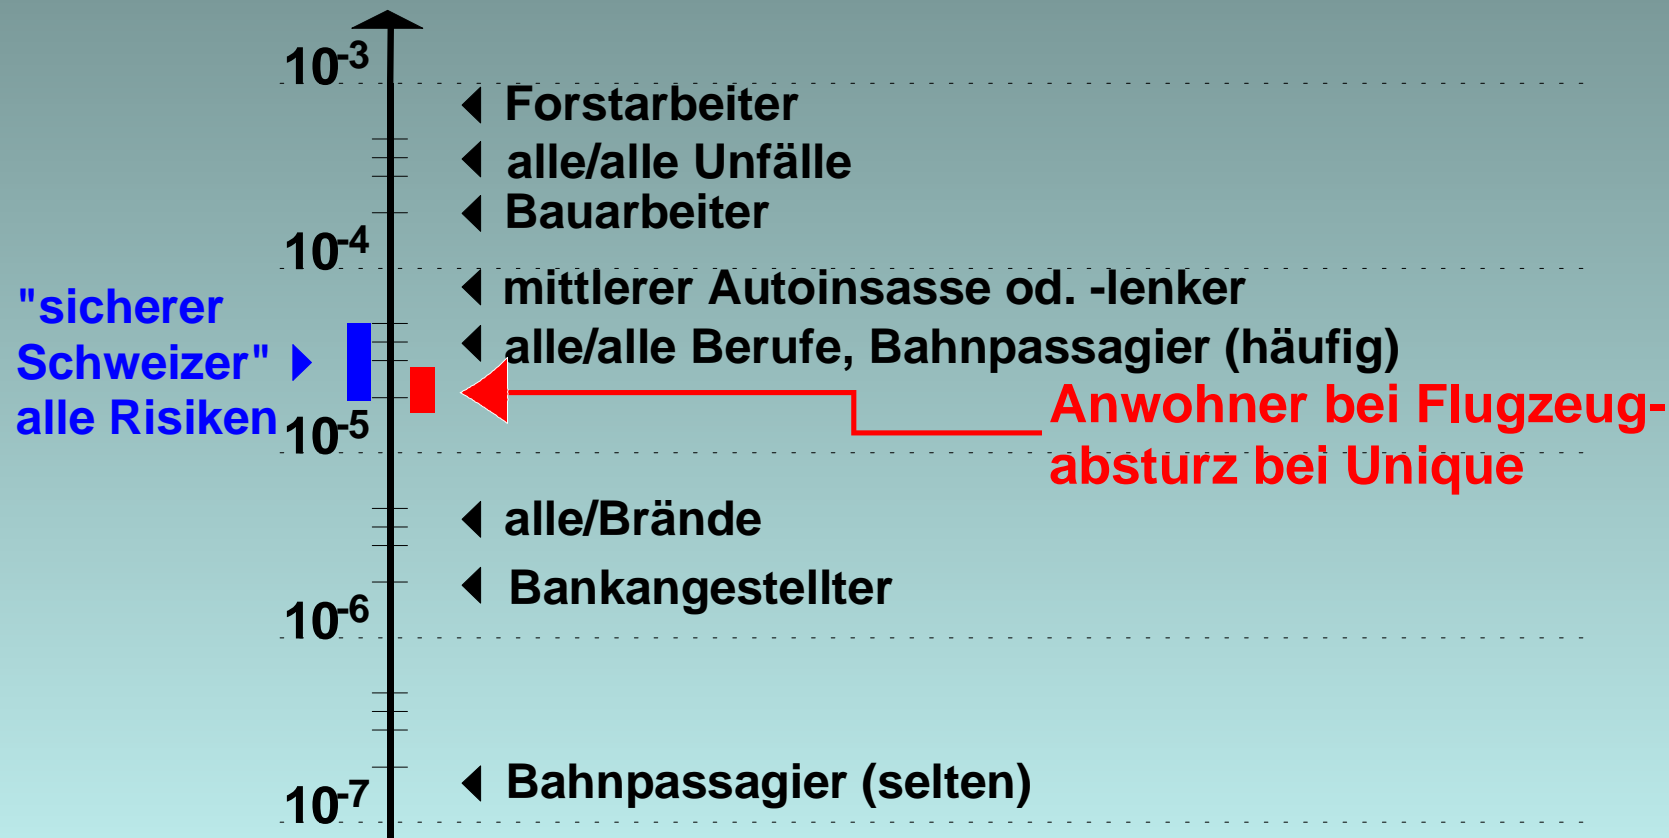 10-3
Forstarbeiter
alle/alle Unfälle
Bauarbeiter
10-4
mittlerer Autoinsasse od. -lenker
"sicherer
Schweizer"
alle Risiken
alle/alle Berufe, Bahnpassagier (häufig)
Anwohner bei Flugzeug-
absturz bei Unique
10-5
alle/Brände
Bankangestellter
10-6
Bahnpassagier (selten)
10-7